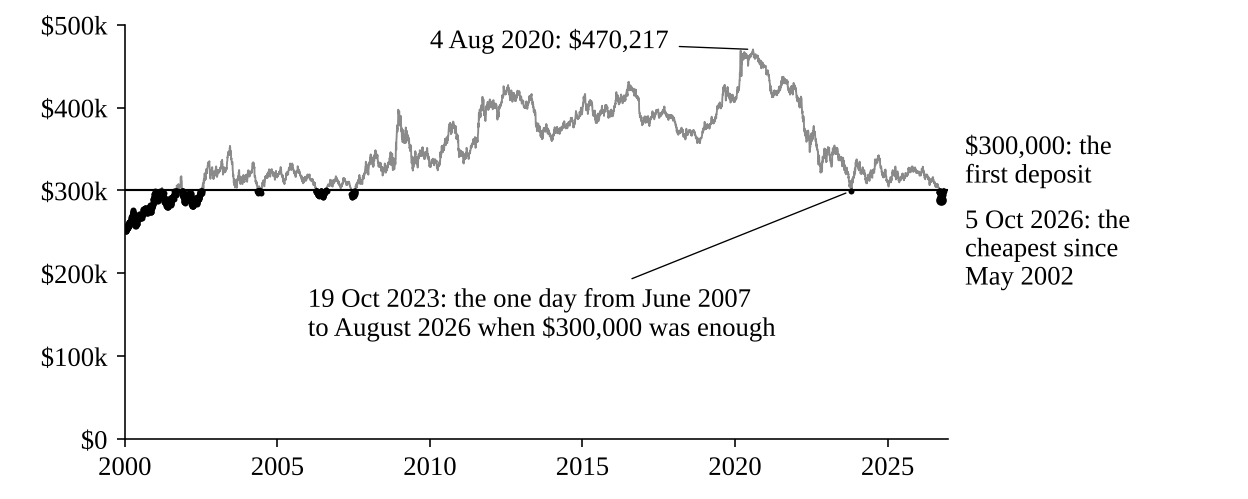 $500k
4 Aug 2020: $470,217
$400k
$300,000: the
first deposit
$300k
5 Oct 2026: the
cheapest since
May 2002
$200k
19 Oct 2023: the one day from June 2007
to August 2026 when $300,000 was enough
$100k
$0
2000 2005 2010 2015 2020 2025